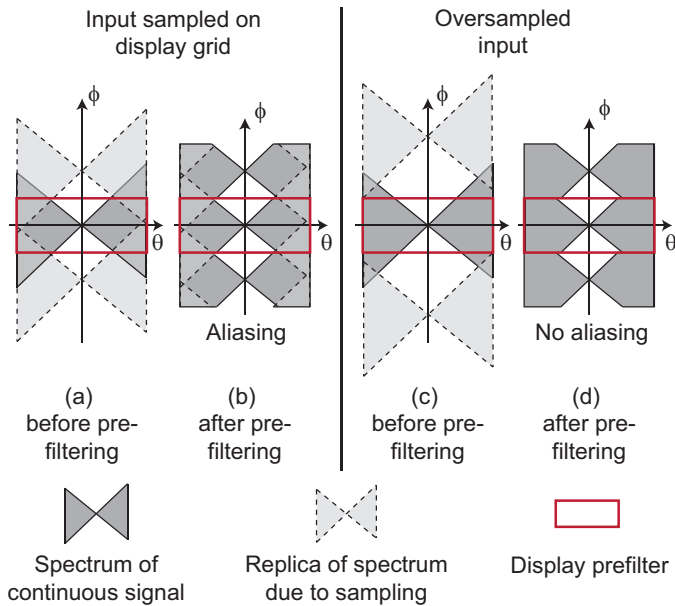 Input sampled on
display grid
Oversampled
input
ϕ
θ
ϕ
θ
ϕ
θ
ϕ
θ
Aliasing
No aliasing
(a)
before pre-
filtering
(b)
after pre-
filtering
(c)
before pre-
filtering
(d)
after pre-
filtering
Spectrum of
continuous signal
Replica of spectrum
due to sampling
Display prefilter